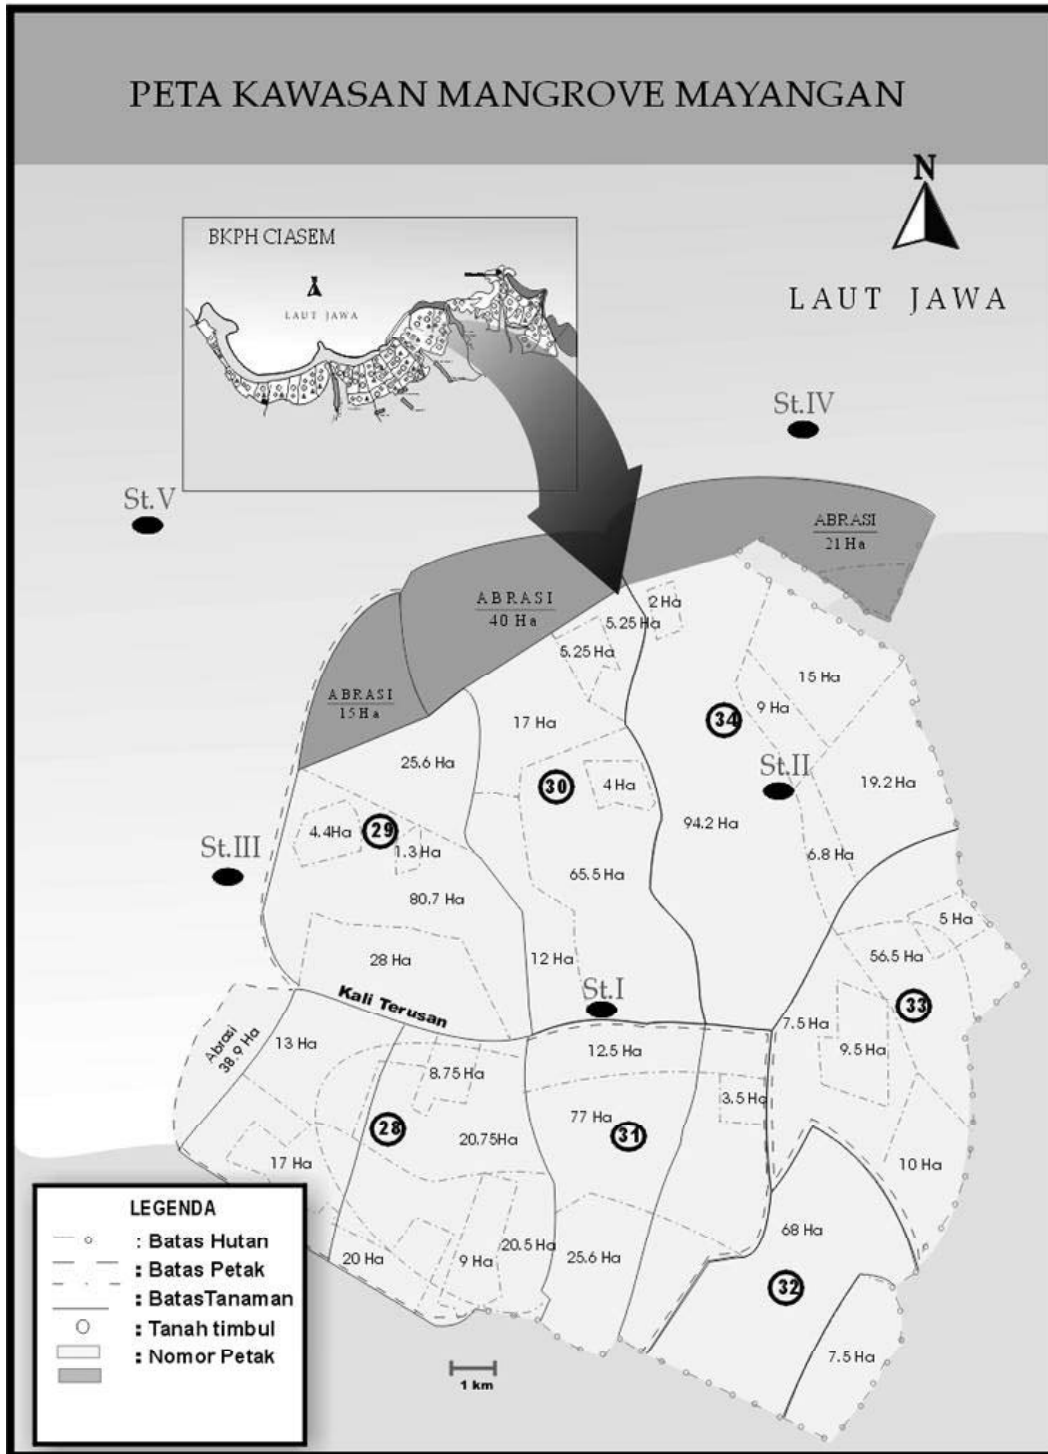 PETA KAWASAN MANGROVE MAYANGAN
N
LAUT JAWA
BKPH CIASEM
LAUT JAWA
St.IV
St.V
ABRASI
21 Ha
ABRASI
40 Ha
2 Ha
5.25 Ha
5.25 Ha
ABRASI
15 Ha
15 Ha
9 Ha
34
17 Ha
25.6 Ha
30
4 Ha
St.II
19.2 Ha
4.4Ha
29
1.3 Ha
94.2 Ha
St.III
6.8 Ha
65.5 Ha
80.7 Ha
5 Ha
28 Ha
12 Ha
56.5 Ha
Kali Terusan
St.I
33
7.5 Ha
Abrasi
38.9 Ha
13 Ha
12.5 Ha
9.5 Ha
8.75 Ha
3.5 Ha
77 Ha
28
31
20.75Ha
17 Ha
10 Ha
68 Ha
20 Ha
9 Ha
20.5 Ha
25.6 Ha
32
7.5 Ha
LEGENDA
: Batas Hutan
: Batas Petak
: BatasTanaman
: Tanah timbul
: Nomor Petak
1 km